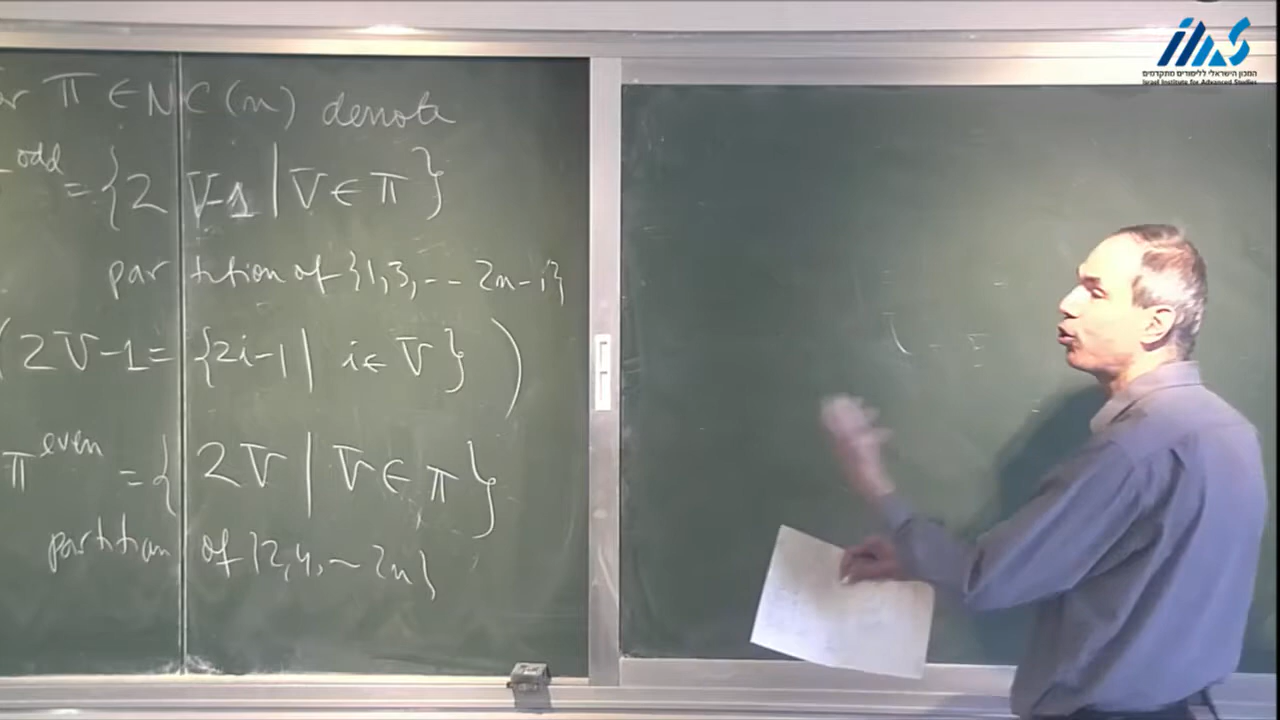 π ∈ NC(n) denote
odd = {2V-1 | V ∈ π}
partition of {1,3,-- 2n-1}
(2V-1 = {2i-1 | i ∈ V})
π^even = {2V | V ∈ π}
partition of {2,4,~ 2n}
המכון הישראלי ללימודים מתקדמים
Israel Institute for Advanced Studies